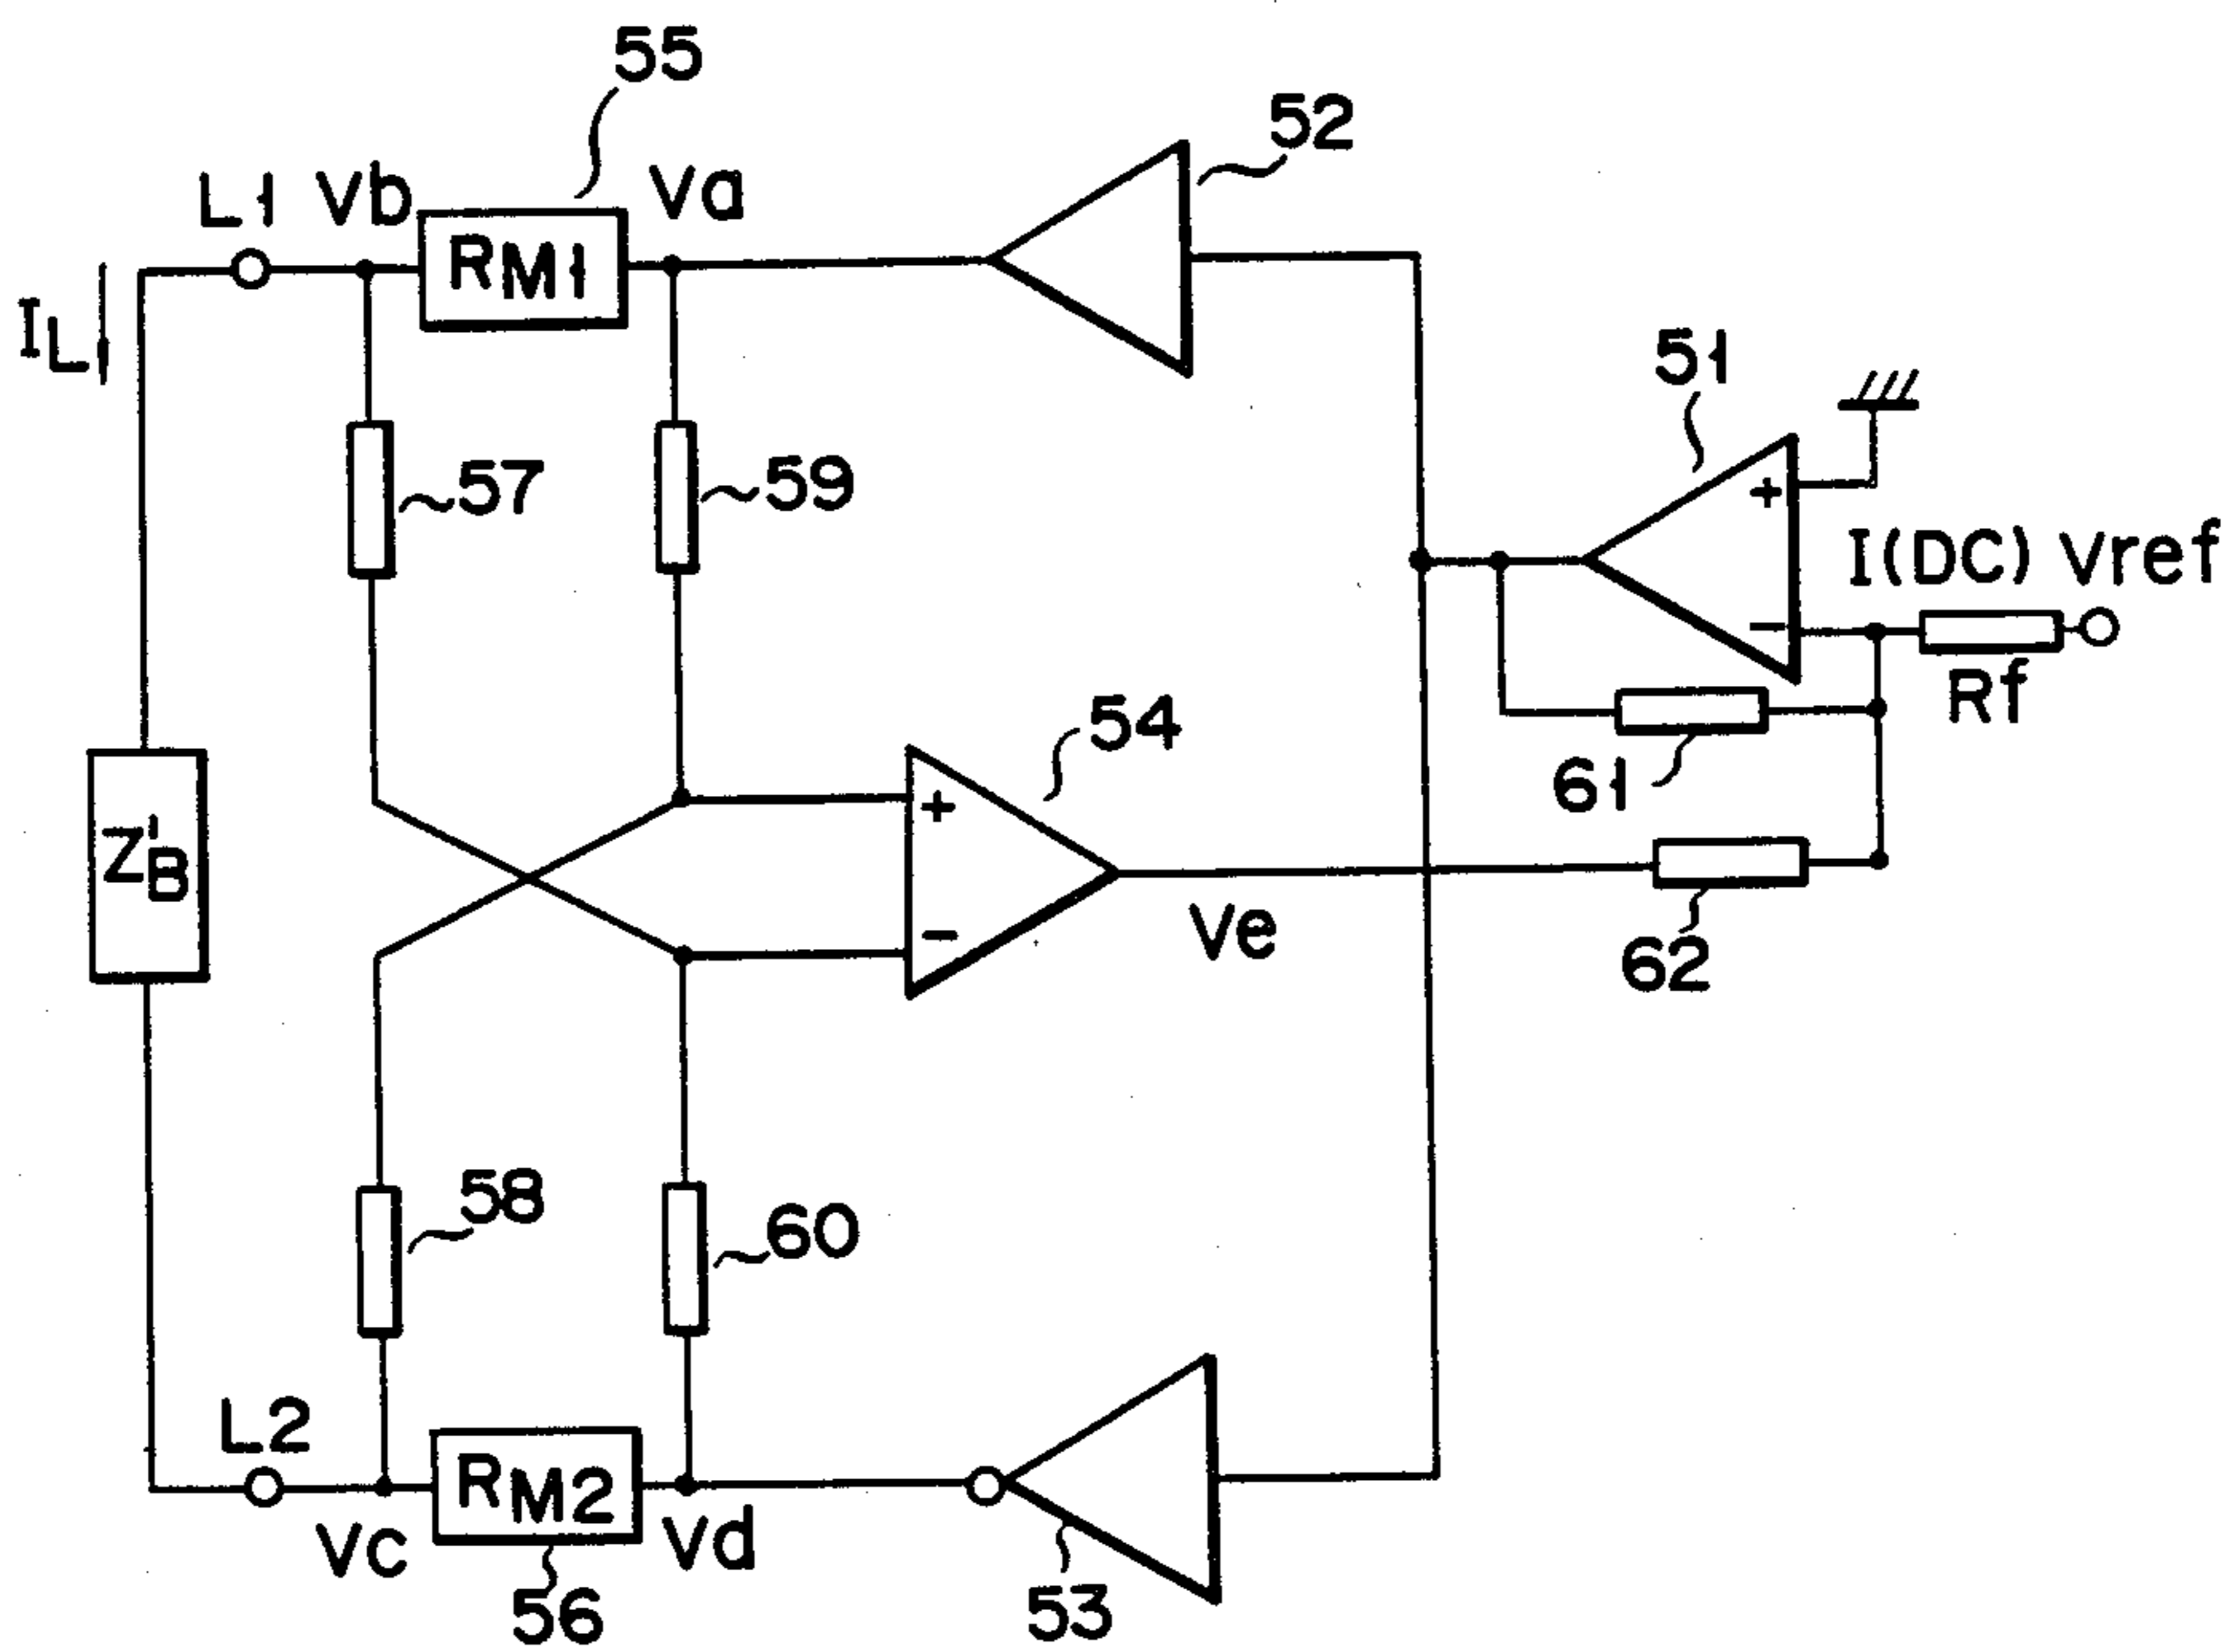 55
52
L1 Vb
Va
RM1
IL
51
+
I(DC) Vref
57
59
−
Rf
54
61
+
Z'B
−
Ve
62
58
60
L2
RM2
Vc
Vd
56
53